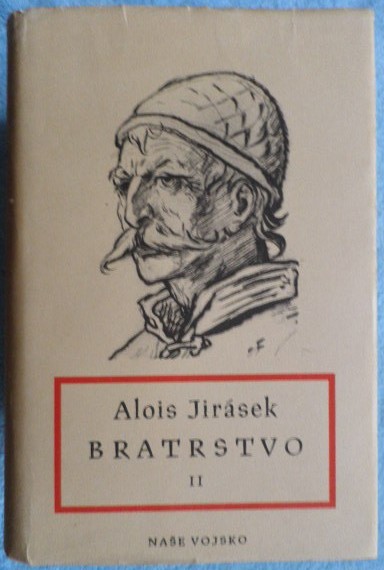 Alois Jirásek
BRATRSTVO
II
NAŠE VOJSKO